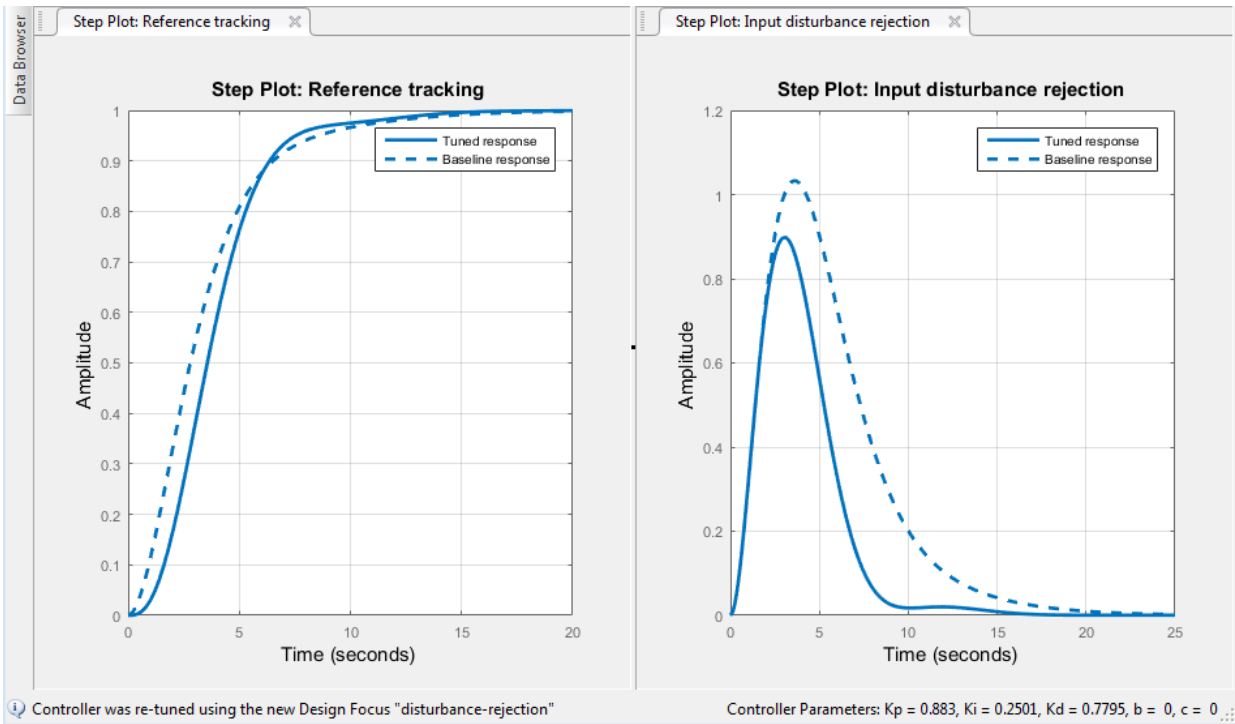 Data Browser
Step Plot: Reference tracking
Step Plot: Reference tracking
1
0.9
0.8
0.7
0.6
0.5
0.4
0.3
0.2
0.1
0
Amplitude
Tuned response
Baseline response
0 5 10 15 20
Time (seconds)
Step Plot: Input disturbance rejection
Step Plot: Input disturbance rejection
1.2
1
0.8
0.6
0.4
0.2
0
Amplitude
Tuned response
Baseline response
0 5 10 15 20 25
Time (seconds)
Controller was re-tuned using the new Design Focus "disturbance-rejection"
Controller Parameters: Kp = 0.883, Ki = 0.2501, Kd = 0.7795, b = 0, c = 0